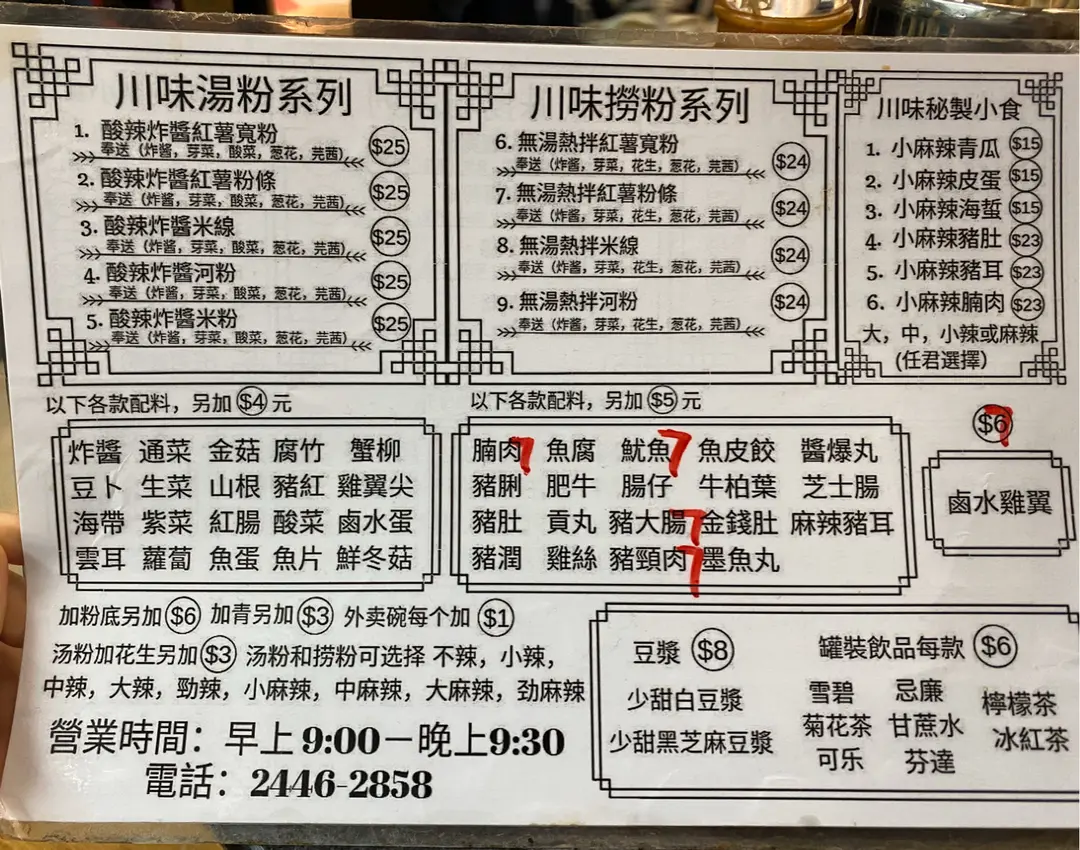 川味湯粉系列
1. 酸辣炸醬紅薯寬粉 $25
奉送（炸酱，芽菜，酸菜，葱花，芫茜）
2. 酸辣炸醬紅薯粉條 $25
奉送（炸酱，芽菜，酸菜，葱花，芫茜）
3. 酸辣炸醬米線 $25
奉送（炸酱，芽菜，酸菜，葱花，芫茜）
4. 酸辣炸醬河粉 $25
奉送（炸酱，芽菜，酸菜，葱花，芫茜）
5. 酸辣炸醬米粉 $25
奉送（炸酱，芽菜，酸菜，葱花，芫茜）
川味撈粉系列
6. 無湯熱拌紅薯寬粉 $24
奉送（炸酱，芽菜，花生，葱花，芫茜）
7. 無湯熱拌紅薯粉條 $24
奉送（炸酱，芽菜，花生，葱花，芫茜）
8. 無湯熱拌米線 $24
奉送（炸酱，芽菜，花生，葱花，芫茜）
9. 無湯熱拌河粉 $24
奉送（炸酱，芽菜，花生，葱花，芫茜）
川味秘製小食
1. 小麻辣青瓜 $15
2. 小麻辣皮蛋 $15
3. 小麻辣海蜇 $15
4. 小麻辣豬肚 $23
5. 小麻辣豬耳 $23
6. 小麻辣腩肉 $23
大，中，小辣或麻辣
(任君選擇)
以下各款配料，另加 $4 元
炸醬 通菜 金菇 腐竹 蟹柳
豆卜 生菜 山根 豬紅 雞翼尖
海帶 紫菜 紅腸 酸菜 鹵水蛋
雲耳 蘿蔔 魚蛋 魚片 鮮冬菇
以下各款配料，另加 $5 元
腩肉 7 魚腐 魷魚 7 魚皮餃 醬爆丸
豬脷 肥牛 腸仔 牛柏葉 芝士腸
豬肚 貢丸 豬大腸 7 金錢肚 麻辣豬耳
豬潤 雞絲 豬頸肉 7 墨魚丸
$6 7
鹵水雞翼
加粉底另加 $6 加青另加 $3 外卖碗每个加 $1
汤粉加花生另加 $3 汤粉和捞粉可选择 不辣，小辣，
中辣，大辣，勁辣，小麻辣，中麻辣，大麻辣，劲麻辣
營業時間：早上 9:00－晚上9:30
電話：2446-2858
豆漿 $8
少甜白豆漿
少甜黑芝麻豆漿
罐裝飲品每款 $6
雪碧 忌廉 檸檬茶
菊花茶 甘蔗水 冰紅茶
可乐 芬達